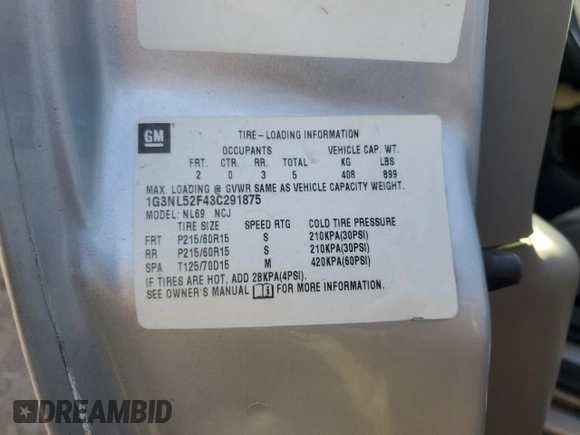 GM
TIRE-LOADING INFORMATION
OCCUPANTS VEHICLE CAP. WT.
FRT. CTR. RR. TOTAL KG LBS
2 0 3 5 408 899
MAX. LOADING @ GVWR SAME AS VEHICLE CAPACITY WEIGHT.
1G3NL52F43C291875
MODEL: NL69 NCJ
TIRE SIZE SPEED RTG COLD TIRE PRESSURE
FRT P215/60R15 S 210KPA(30PSI)
RR P215/60R15 S 210KPA(30PSI)
SPA T125/70D15 M 420KPA(60PSI)
IF TIRES ARE HOT, ADD 28KPA(4PSI).
SEE OWNER'S MANUAL FOR MORE INFORMATION.
DREAMBID